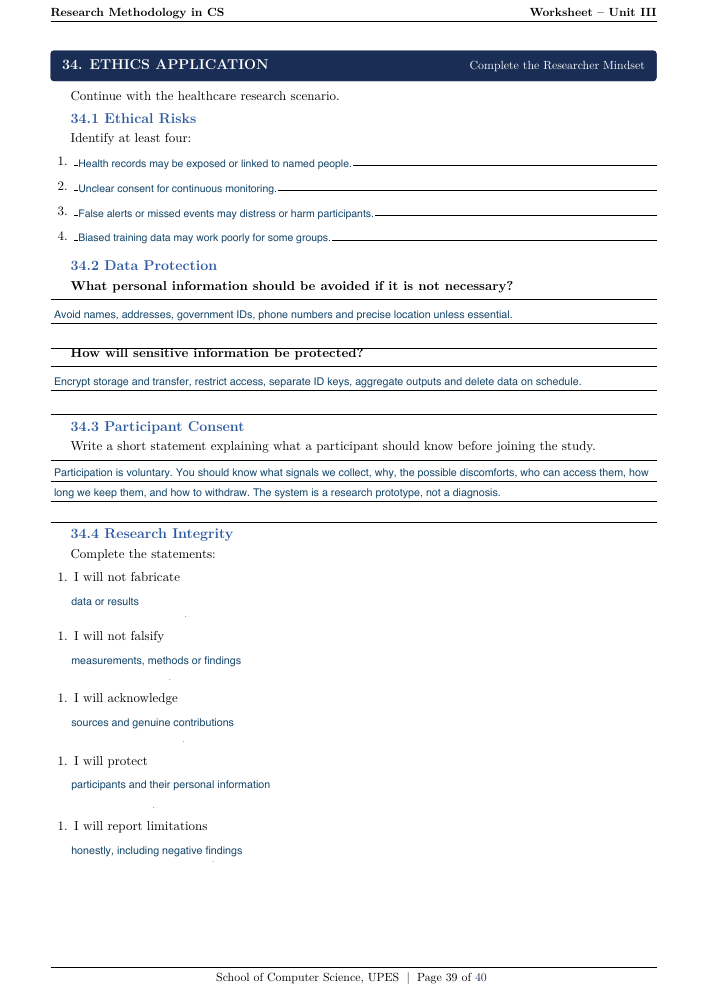 Research Methodology in CS
Worksheet – Unit III
34. ETHICS APPLICATION
Complete the Researcher Mindset
Continue with the healthcare research scenario.
34.1 Ethical Risks
Identify at least four:
1. Health records may be exposed or linked to named people.
2. Unclear consent for continuous monitoring.
3. False alerts or missed events may distress or harm participants.
4. Biased training data may work poorly for some groups.
34.2 Data Protection
What personal information should be avoided if it is not necessary?
Avoid names, addresses, government IDs, phone numbers and precise location unless essential.
How will sensitive information be protected?
Encrypt storage and transfer, restrict access, separate ID keys, aggregate outputs and delete data on schedule.
34.3 Participant Consent
Write a short statement explaining what a participant should know before joining the study.
Participation is voluntary. You should know what signals we collect, why, the possible discomforts, who can access them, how
long we keep them, and how to withdraw. The system is a research prototype, not a diagnosis.
34.4 Research Integrity
Complete the statements:
1. I will not fabricate
data or results
.
1. I will not falsify
measurements, methods or findings
.
1. I will acknowledge
sources and genuine contributions
.
1. I will protect
participants and their personal information
.
1. I will report limitations
honestly, including negative findings
.
School of Computer Science, UPES | Page 39 of 40